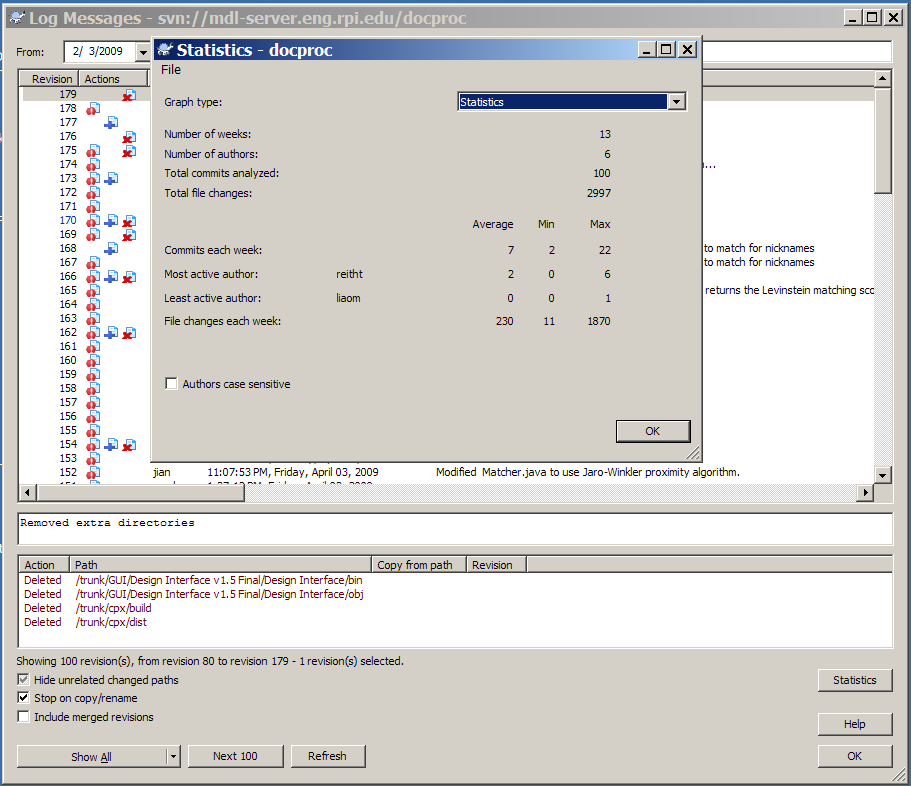 Log Messages - svn://mdl-server.eng.rpi.edu/docproc
From: 2/ 3/2009
Statistics - docproc
File
Graph type: Statistics
Number of weeks: 13
Number of authors: 6
Total commits analyzed: 100
Total file changes: 2997
Average Min Max
Commits each week: 7 2 22
Most active author: reitht 2 0 6
Least active author: liaom 0 0 1
File changes each week: 230 11 1870
Authors case sensitive
OK
Revision Actions
179
178
177
176
175
174 ...
173
172
171
170
169
168 to match for nicknames
167 to match for nicknames
166
165 returns the Levinstein matching sco
164
163
162
161
160
159
158
157
156
155
154
153
152 jian 11:07:53 PM, Friday, April 03, 2009 Modified Matcher.java to use Jaro-Winkler proximity algorithm.
Removed extra directories
Action Path Copy from path Revision
Deleted /trunk/GUI/Design Interface v1.5 Final/Design Interface/bin
Deleted /trunk/GUI/Design Interface v1.5 Final/Design Interface/obj
Deleted /trunk/cpx/build
Deleted /trunk/cpx/dist
Showing 100 revision(s), from revision 80 to revision 179 - 1 revision(s) selected.
Hide unrelated changed paths
Statistics
Stop on copy/rename
Include merged revisions
Help
Show All Next 100 Refresh OK